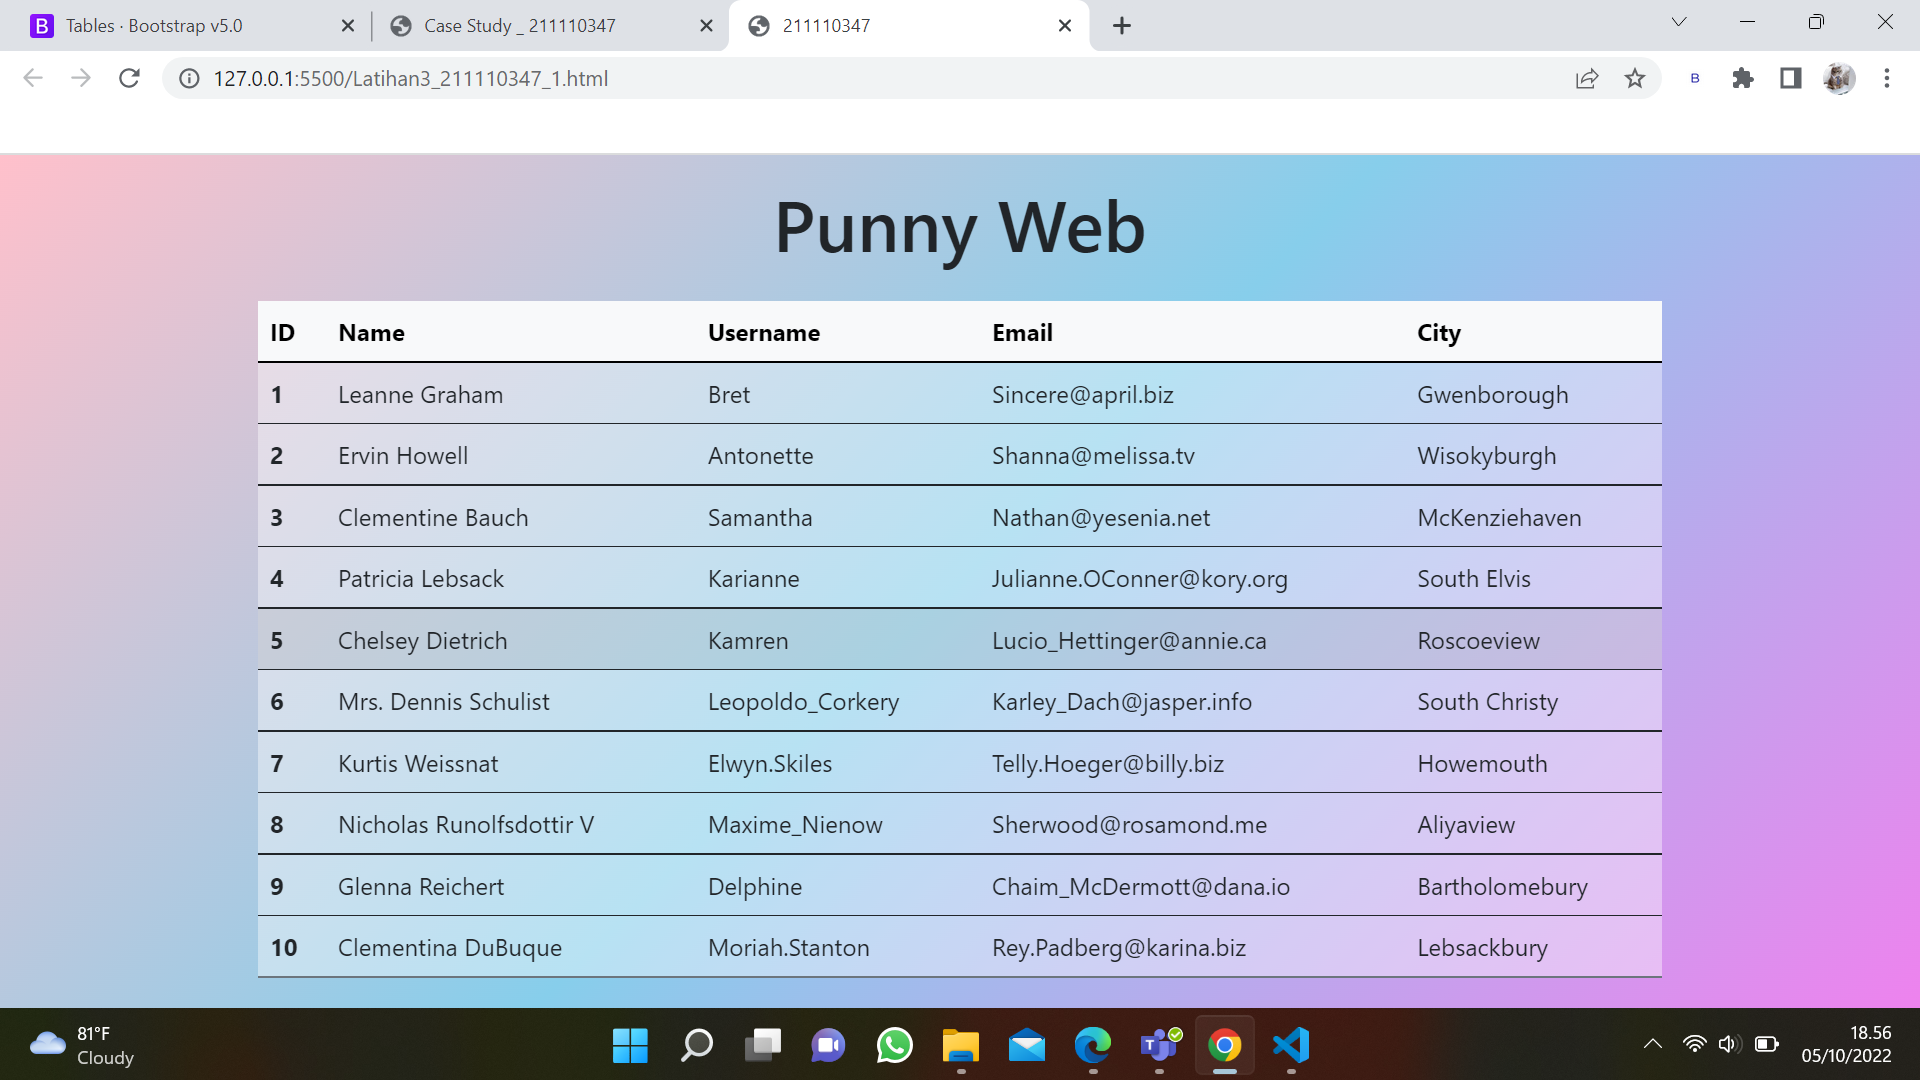 Tables · Bootstrap v5.0
Case Study _ 211110347
211110347
127.0.0.1:5500/Latihan3_211110347_1.html
Punny Web
ID Name Username Email City
1 Leanne Graham Bret Sincere@april.biz Gwenborough
2 Ervin Howell Antonette Shanna@melissa.tv Wisokyburgh
3 Clementine Bauch Samantha Nathan@yesenia.net McKenziehaven
4 Patricia Lebsack Karianne Julianne.OConner@kory.org South Elvis
5 Chelsey Dietrich Kamren Lucio_Hettinger@annie.ca Roscoeview
6 Mrs. Dennis Schulist Leopoldo_Corkery Karley_Dach@jasper.info South Christy
7 Kurtis Weissnat Elwyn.Skiles Telly.Hoeger@billy.biz Howemouth
8 Nicholas Runolfsdottir V Maxime_Nienow Sherwood@rosamond.me Aliyaview
9 Glenna Reichert Delphine Chaim_McDermott@dana.io Bartholomebury
10 Clementina DuBuque Moriah.Stanton Rey.Padberg@karina.biz Lebsackbury
81°F
Cloudy
18.56
05/10/2022